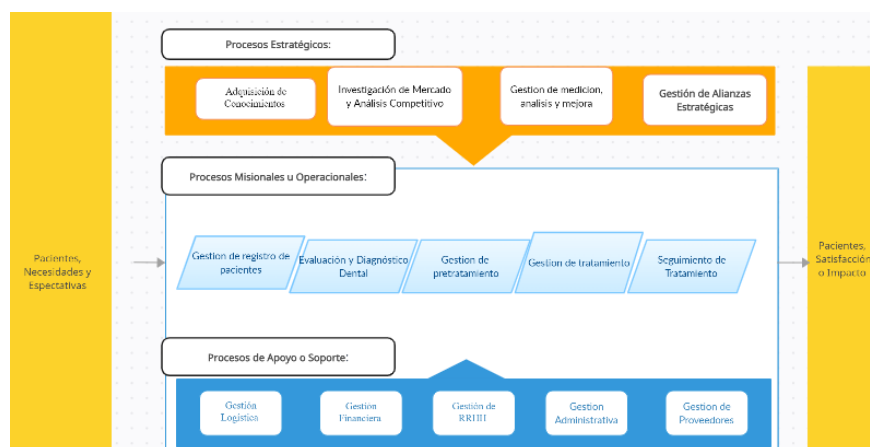 Procesos Estratégicos:
Adquisición de
Conocimientos
Investigación de Mercado
y Análisis Competitivo
Gestion de medicion,
analisis y mejora
Gestión de Alianzas
Estratégicas
Procesos Misionales u Operacionales:
Pacientes,
Necesidades y
Espectativas
Gestion de registro de
pacientes
Evaluación y Diagnóstico
Dental
Gestion de
pretratamiento
Gestion de tratamiento
Seguimiento de
Tratamiento
Pacientes,
Satisfacción
o Impacto
Procesos de Apoyo o Soporte:
Gestión
Logística
Gestión
Financiera
Gestión de
RRHH
Gestion
Administrativa
Gestion de
Proveedores